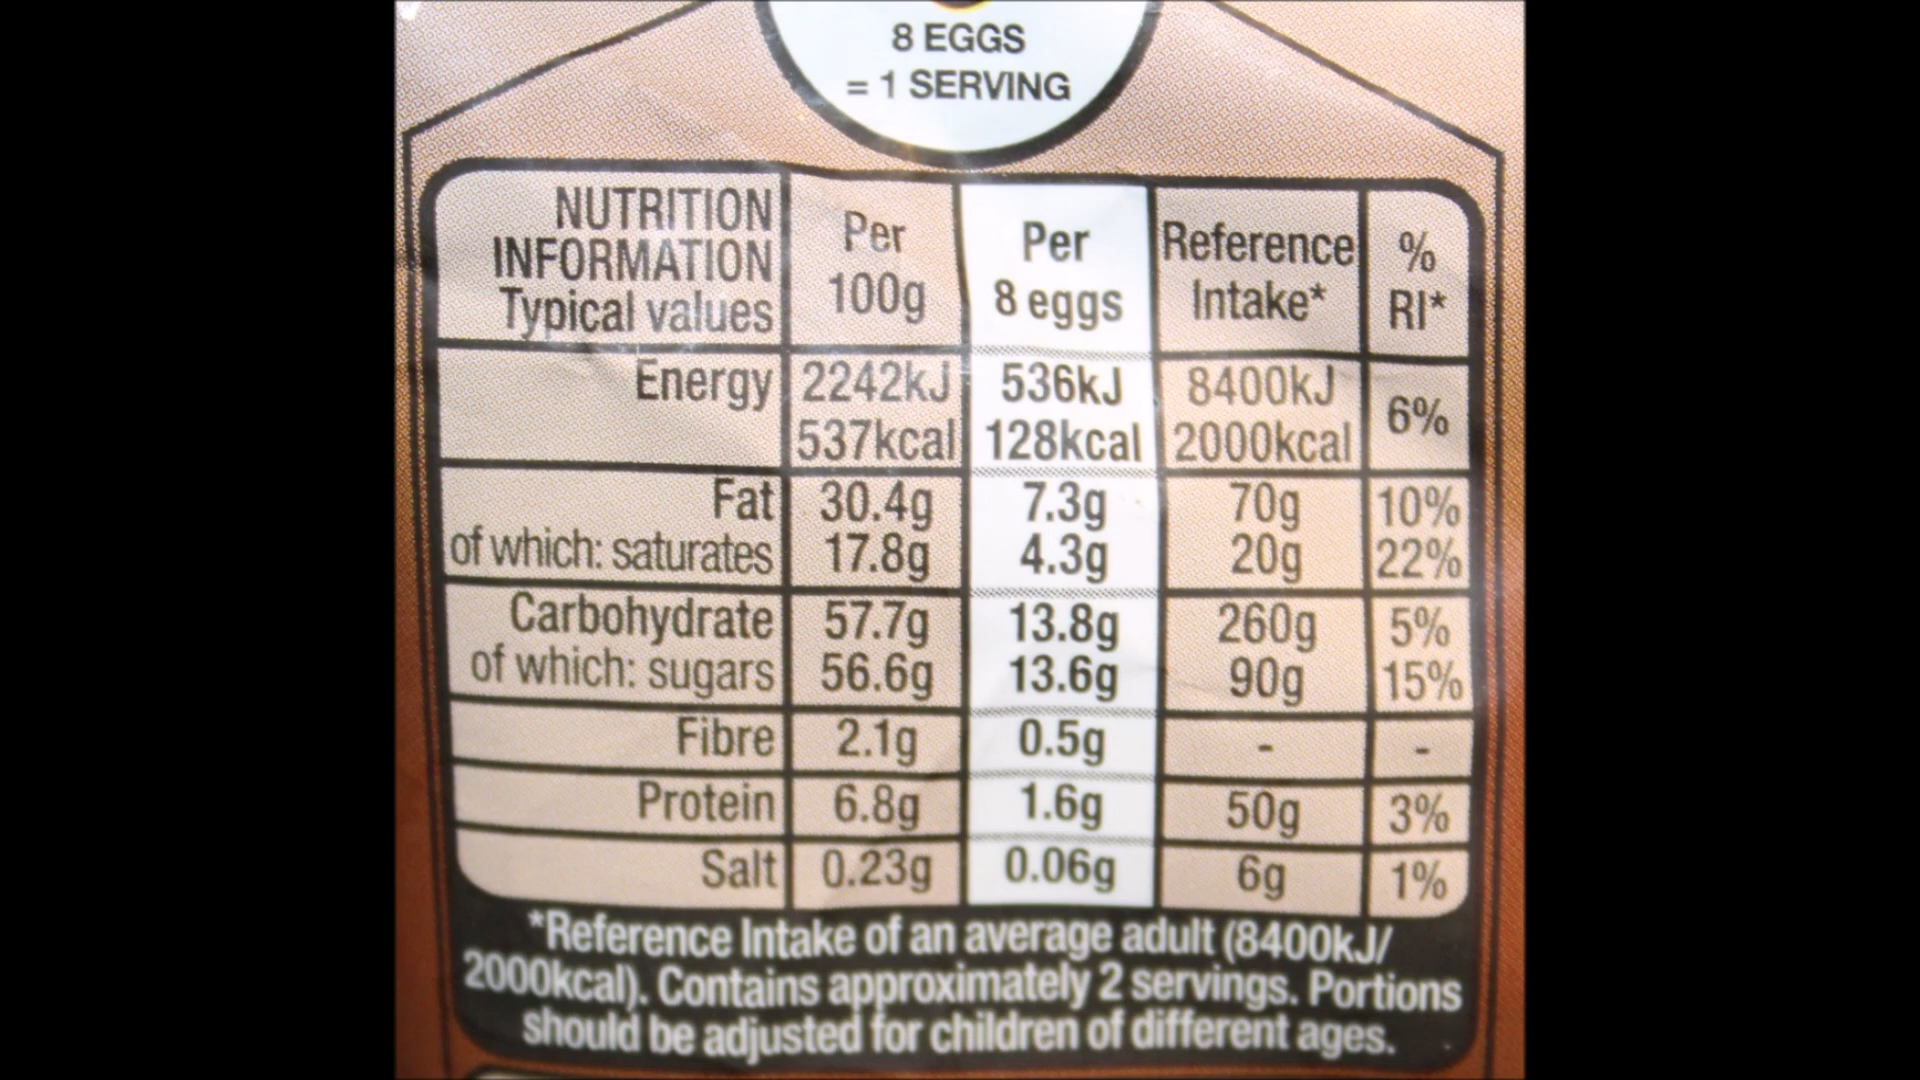 8 EGGS
= 1 SERVING
NUTRITION INFORMATION Typical values Per 100g Per 8 eggs Reference Intake* % RI*
Energy 2242kJ 536kJ 8400kJ 6%
537kcal 128kcal 2000kcal
Fat 30.4g 7.3g 70g 10%
of which: saturates 17.8g 4.3g 20g 22%
Carbohydrate 57.7g 13.8g 260g 5%
of which: sugars 56.6g 13.6g 90g 15%
Fibre 2.1g 0.5g - -
Protein 6.8g 1.6g 50g 3%
Salt 0.23g 0.06g 6g 1%
*Reference Intake of an average adult (8400kJ/
2000kcal). Contains approximately 2 servings. Portions
should be adjusted for children of different ages.